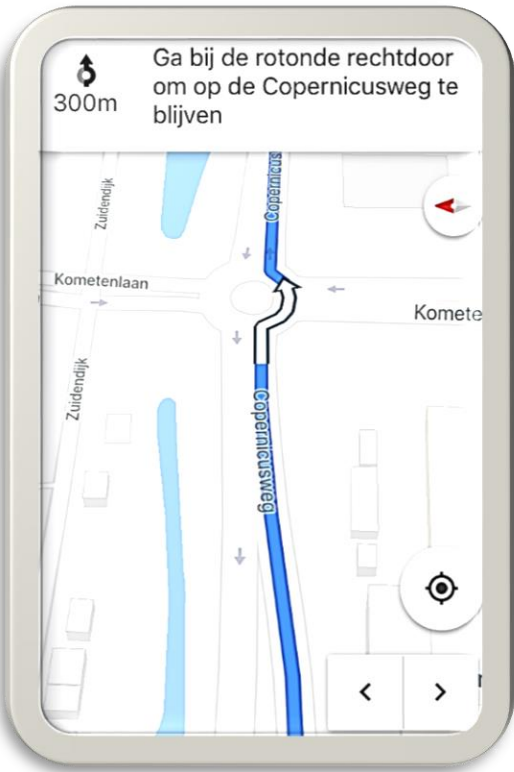 300m
Ga bij de rotonde rechtdoor
om op de Copernicusweg te
blijven
Zuidendijk
Copernicus
Kometenlaan
Komete
Zuidendijk
Copernicusweg